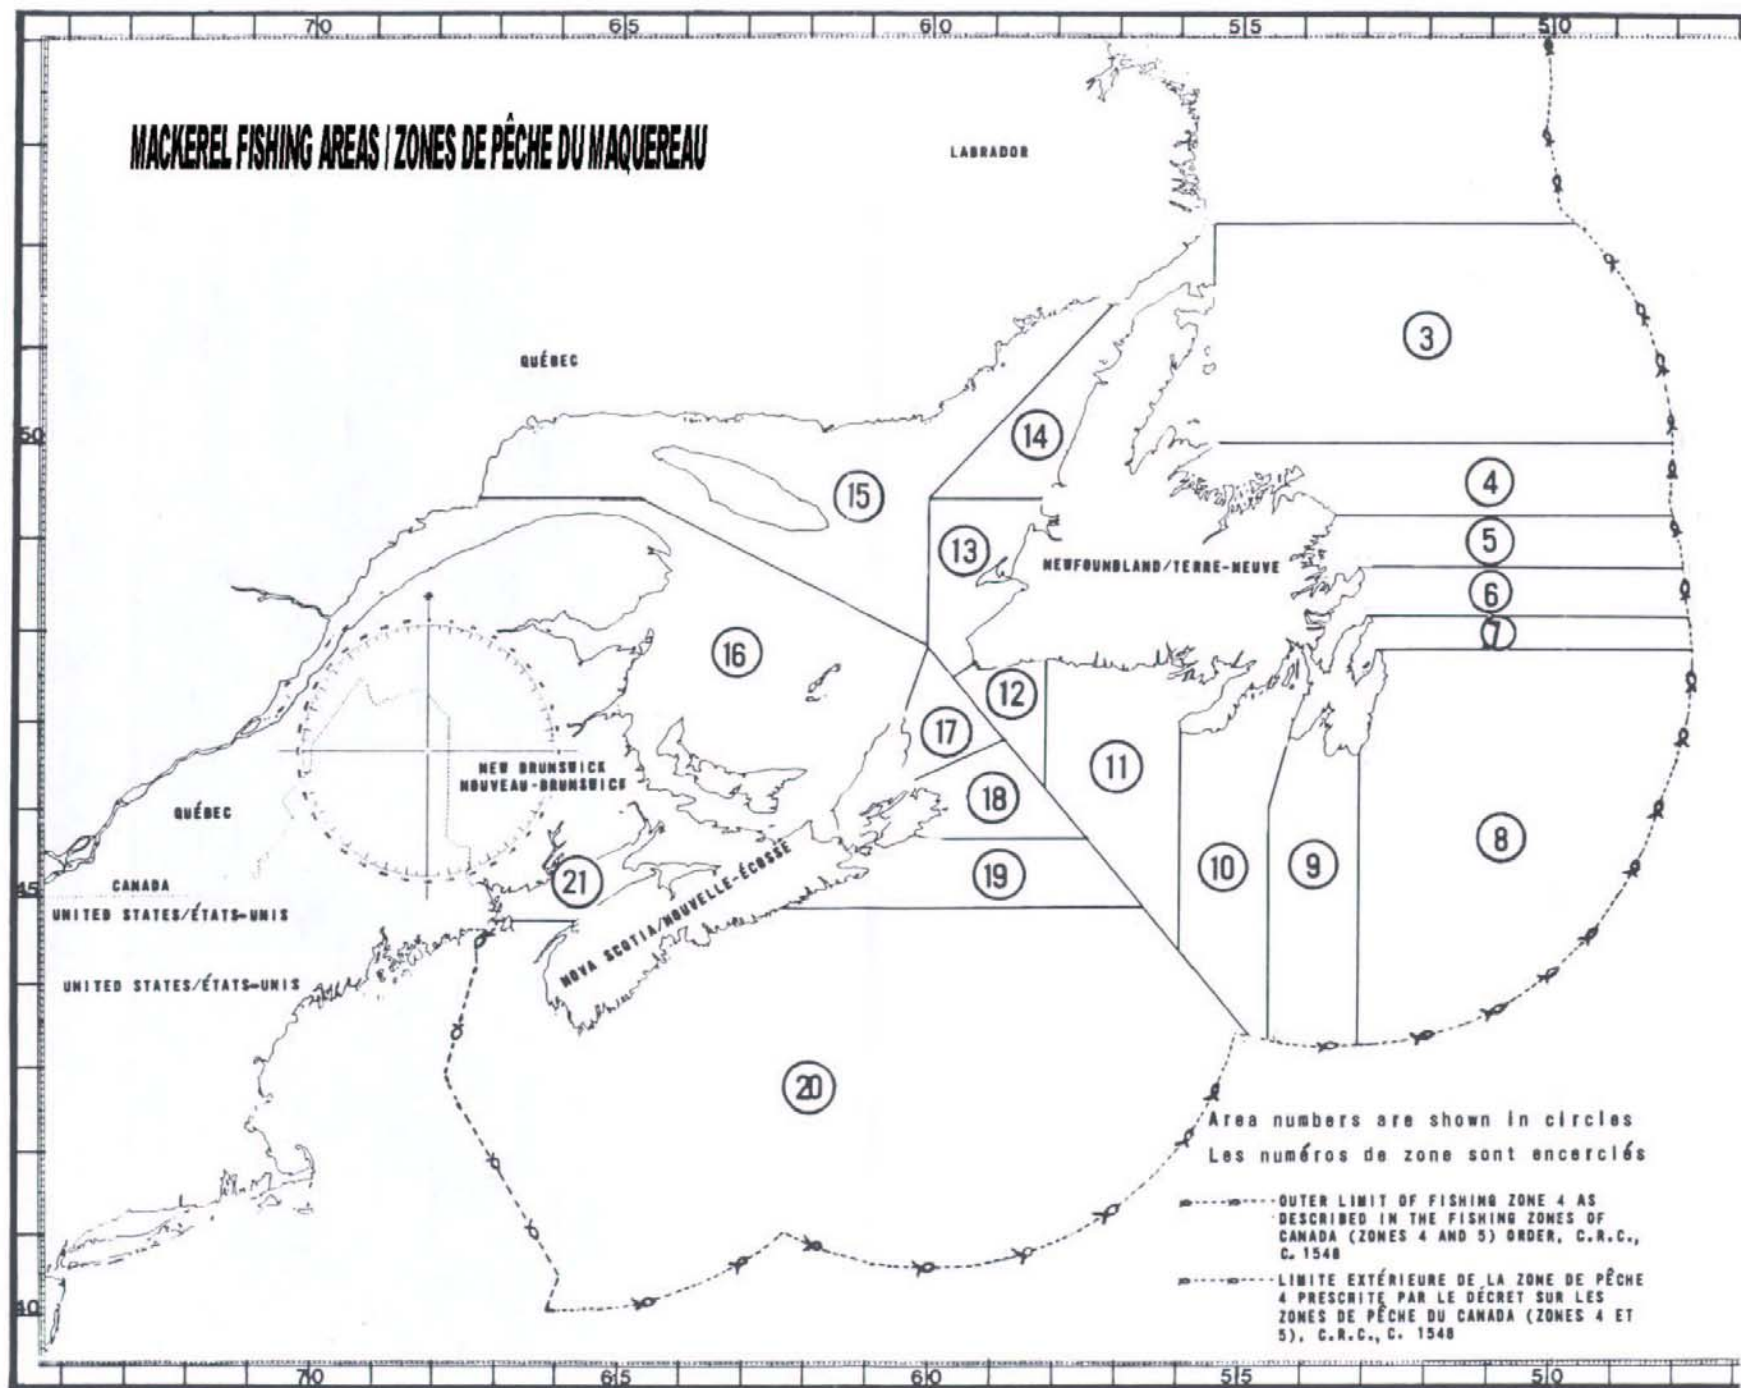 70 65 60 55 50
MACKEREL FISHING AREAS / ZONES DE PÊCHE DU MAQUEREAU
LABRADOR
3
QUÉBEC
50
14
4
15
5
13
NEWFOUNDLAND/TERRE-NEUVE
6
7
16
12
17
11
NEW BRUNSWICK
NOUVEAU-BRUNSWICK
18
QUÉBEC
8
10
9
19
21
CANADA
45
UNITED STATES/ÉTATS-UNIS
NOVA SCOTIA/NOUVELLE-ÉCOSSE
UNITED STATES/ÉTATS-UNIS
20
Area numbers are shown in circles
Les numéros de zone sont encerclés
OUTER LIMIT OF FISHING ZONE 4 AS
DESCRIBED IN THE FISHING ZONES OF
CANADA (ZONES 4 AND 5) ORDER, C.R.C.,
C. 1548
LIMITE EXTÉRIEURE DE LA ZONE DE PÊCHE
4 PRESCRITE PAR LE DÉCRET SUR LES
ZONES DE PÊCHE DU CANADA (ZONES 4 ET
5), C.R.C., C. 1548
40
70 65 60 55 50